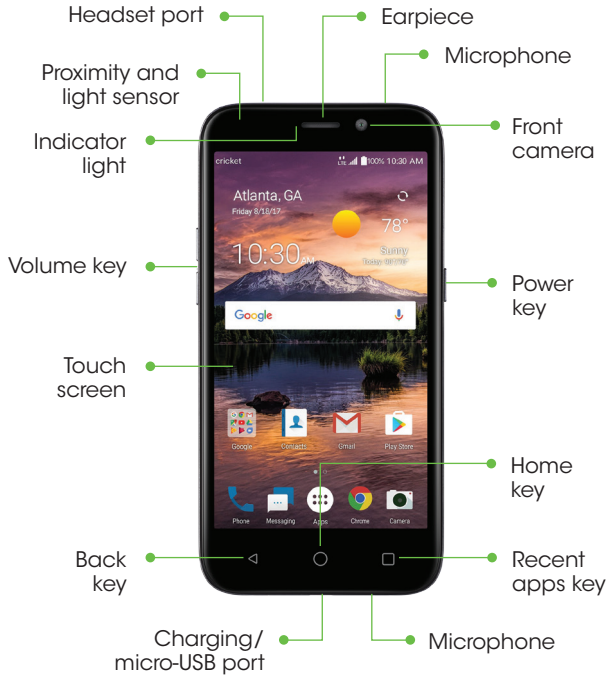 Headset port
Earpiece
Microphone
Proximity and
light sensor
Front
camera
Indicator
light
cricket
LTE 100% 10:30 AM
Atlanta, GA
Friday 8/18/17
78°
10:30 AM
Sunny
Volume key
Power
key
Google
Touch
screen
Google
Contacts
Gmail
Play Store
Home
key
Phone
Messaging
Apps
Chrome
Camera
Back
key
Recent
apps key
Charging/
micro-USB port
Microphone